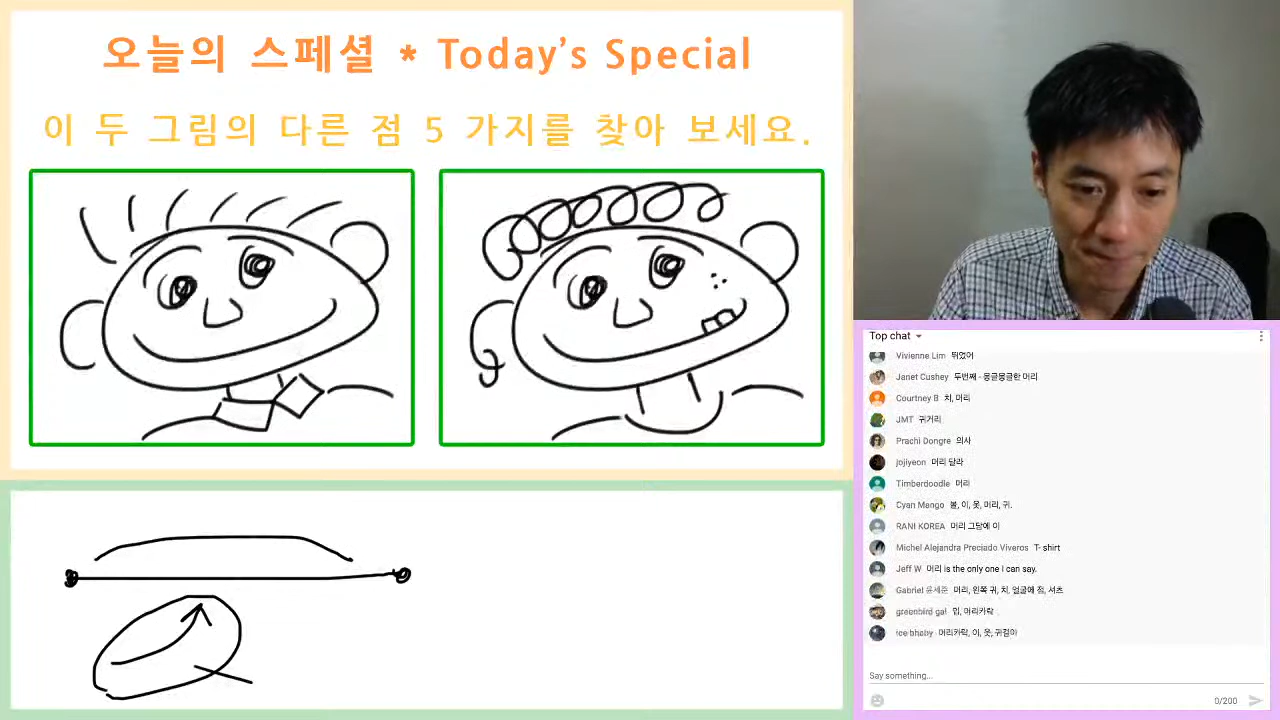 오늘의 스페셜 * Today's Special
이 두 그림의 다른 점 5 가지를 찾아 보세요.
Top chat
Vivienne Lim 뛰었어
Janet Cushey 두번째 - 몽글몽글한 머리
Courtney B 치, 머리
JMT 귀거리
Prachi Dongre 의사
jojiyeon 머리 달라
Timberdoodle 머리
Cyan Mango 볼, 이, 옷, 머리, 귀.
RANI KOREA 머리 그담에 이
Michel Alejandra Preciado Viveros T- shirt
Jeff W 머리 is the only one I can say.
Gabriel 윤세준 머리, 왼쪽 귀, 치, 얼굴에 점, 셔츠
greenbird gal 입, 머리카락
ice bhaby 머리카락, 이, 옷, 귀걸이
Say something...
0/200